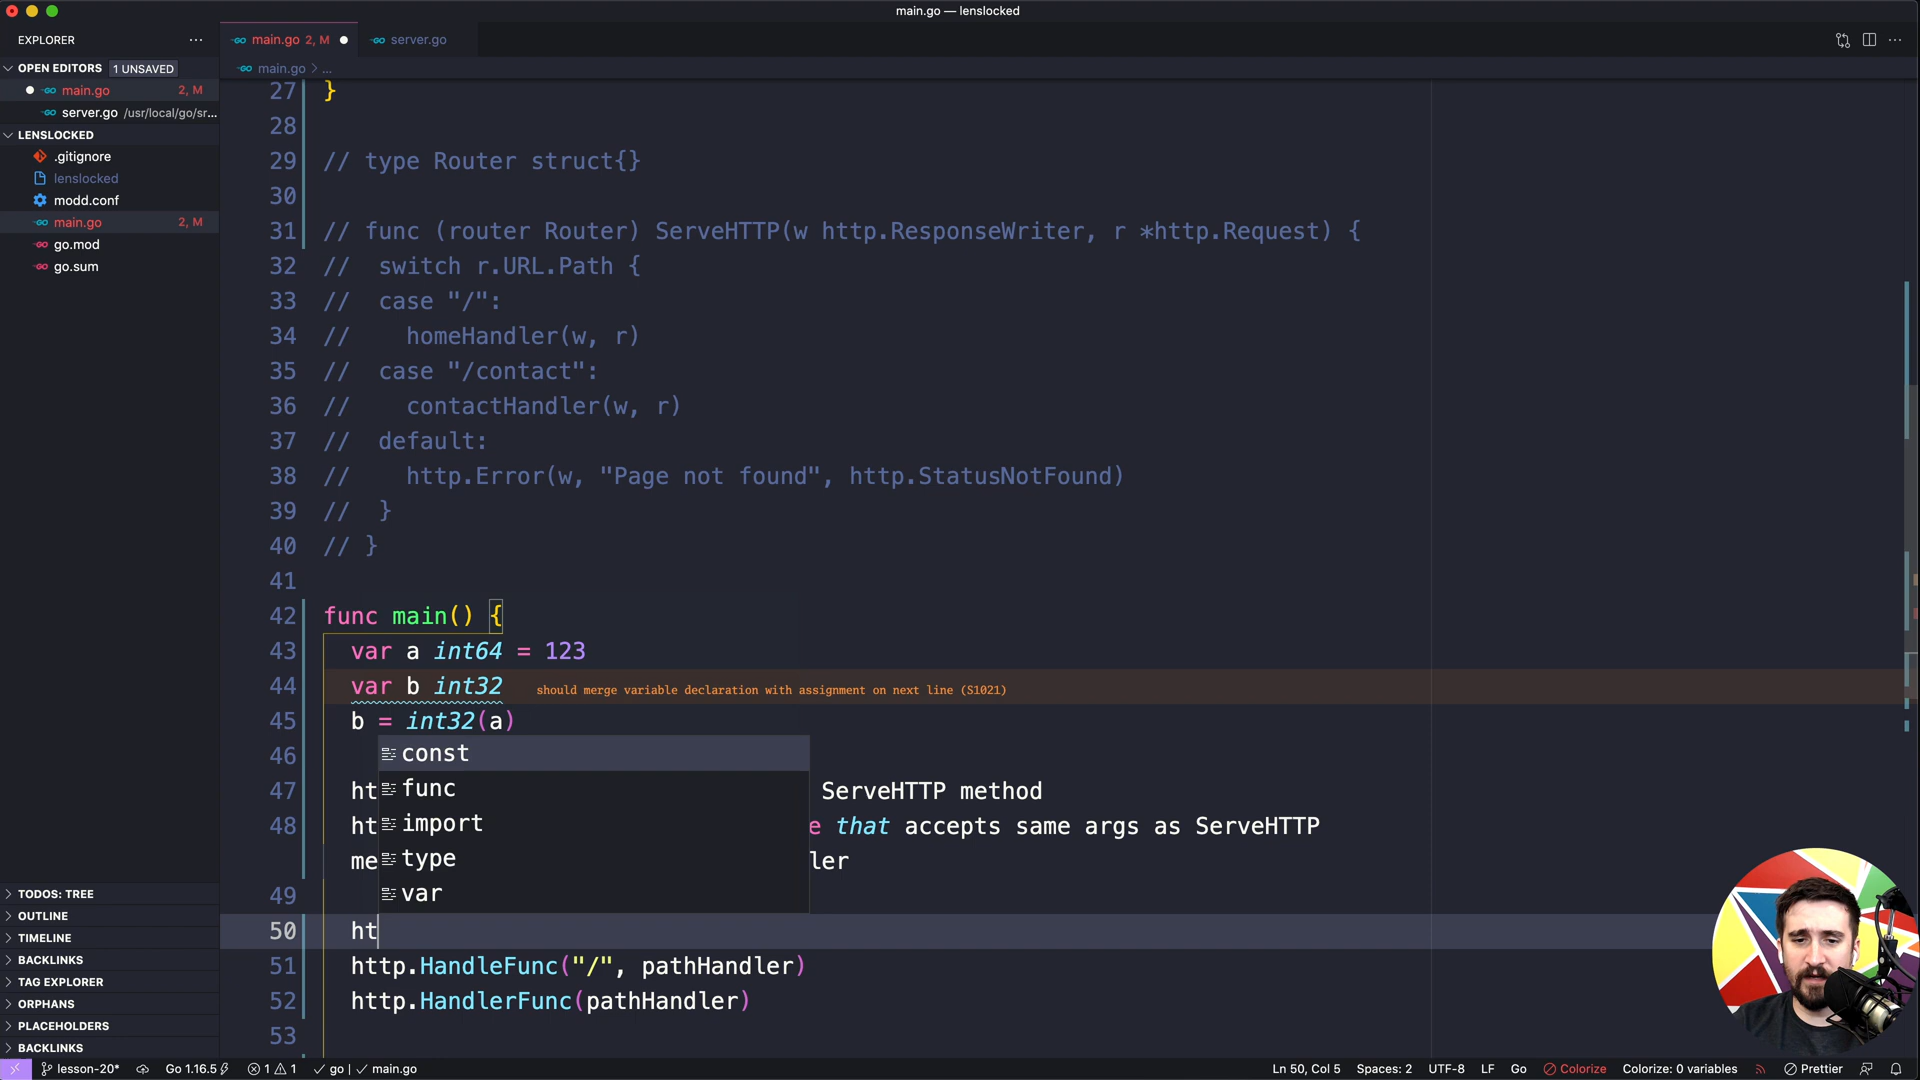 main.go — lenslocked
EXPLORER
main.go 2, M
server.go
OPEN EDITORS 1 UNSAVED
main.go > ...
main.go 2, M
server.go /usr/local/go/sr...
LENSLOCKED
.gitignore
lenslocked
modd.conf
main.go 2, M
go.mod
go.sum
27 }
28
29 // type Router struct{}
30
31 // func (router Router) ServeHTTP(w http.ResponseWriter, r *http.Request) {
32 //  switch r.URL.Path {
33 //  case "/":
34 //    homeHandler(w, r)
35 //  case "/contact":
36 //    contactHandler(w, r)
37 //  default:
38 //    http.Error(w, "Page not found", http.StatusNotFound)
39 //  }
40 // }
41
42 func main() {
43   var a int64 = 123
44   var b int32 should merge variable declaration with assignment on next line (S1021)
45   b = int32(a)
46 const
func
47 ht ServeHTTP method
import
48 ht e that accepts same args as ServeHTTP
type
me ler
var
49
50   ht
51   http.HandleFunc("/", pathHandler)
52   http.HandlerFunc(pathHandler)
53
TODOS: TREE
OUTLINE
TIMELINE
BACKLINKS
TAG EXPLORER
ORPHANS
PLACEHOLDERS
BACKLINKS
lesson-20* Go 1.16.5 1 1 go | main.go Ln 50, Col 5 Spaces: 2 UTF-8 LF Go Colorize Colorize: 0 variables Prettier